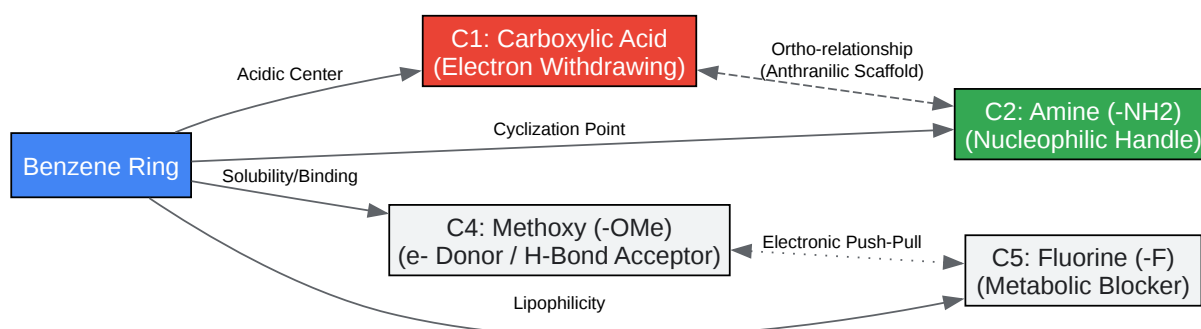 C1: Carboxylic Acid
(Electron Withdrawing)
Ortho-relationship
(Anthranilic Scaffold)
Acidic Center
C2: Amine (-NH2)
(Nucleophilic Handle)
Cyclization Point
Benzene Ring
Solubility/Binding
C4: Methoxy (-OMe)
(e- Donor / H-Bond Acceptor)
Electronic Push-Pull
C5: Fluorine (-F)
(Metabolic Blocker)
Lipophilicity